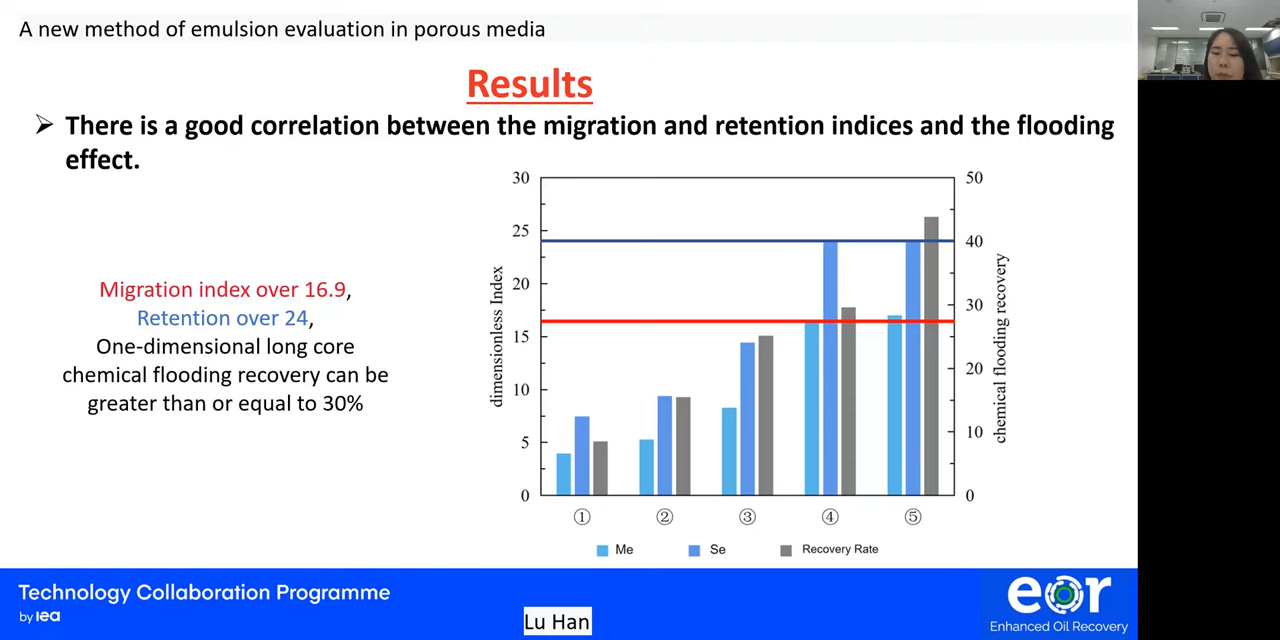 A new method of emulsion evaluation in porous media
Results
➢ There is a good correlation between the migration and retention indices and the flooding
effect.
Migration index over 16.9,
Retention over 24,
One-dimensional long core
chemical flooding recovery can be
greater than or equal to 30%
dimensionless Index
30
25
20
15
10
5
0
chemical flooding recovery
50
40
30
20
10
0
① ② ③ ④ ⑤
Me Se Recovery Rate
Technology Collaboration Programme
by iea
Lu Han
eor
Enhanced Oil Recovery